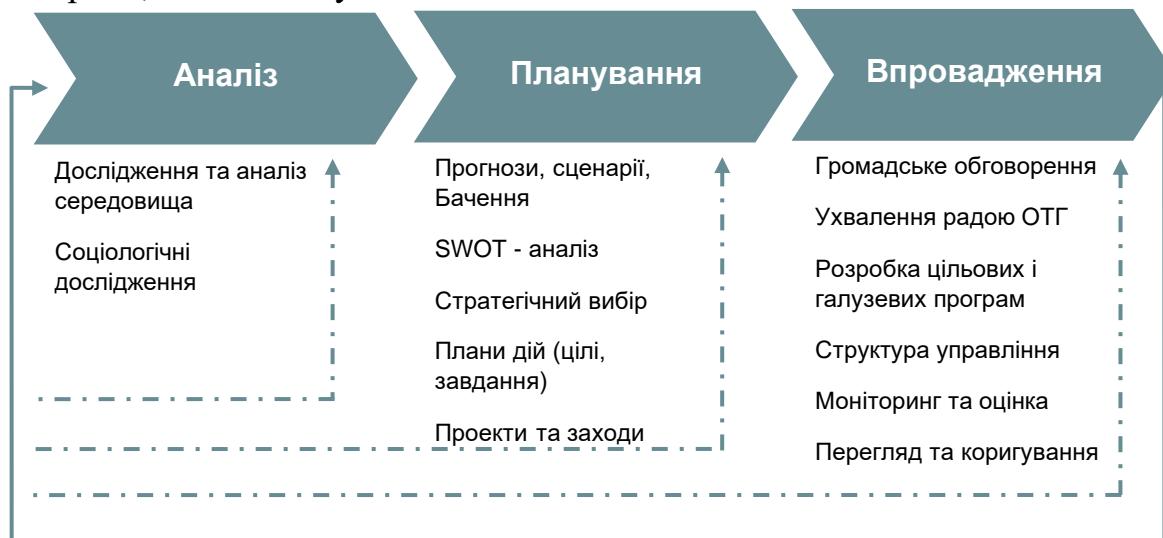 Аналіз
Планування
Впровадження
Дослідження та аналіз
середовища
Соціологічні
дослідження
Прогнози, сценарії,
Бачення
SWOT - аналіз
Стратегічний вибір
Плани дій (цілі,
завдання)
Проекти та заходи
Громадське обговорення
Ухвалення радою ОТГ
Розробка цільових і
галузевих програм
Структура управління
Моніторинг та оцінка
Перегляд та коригування